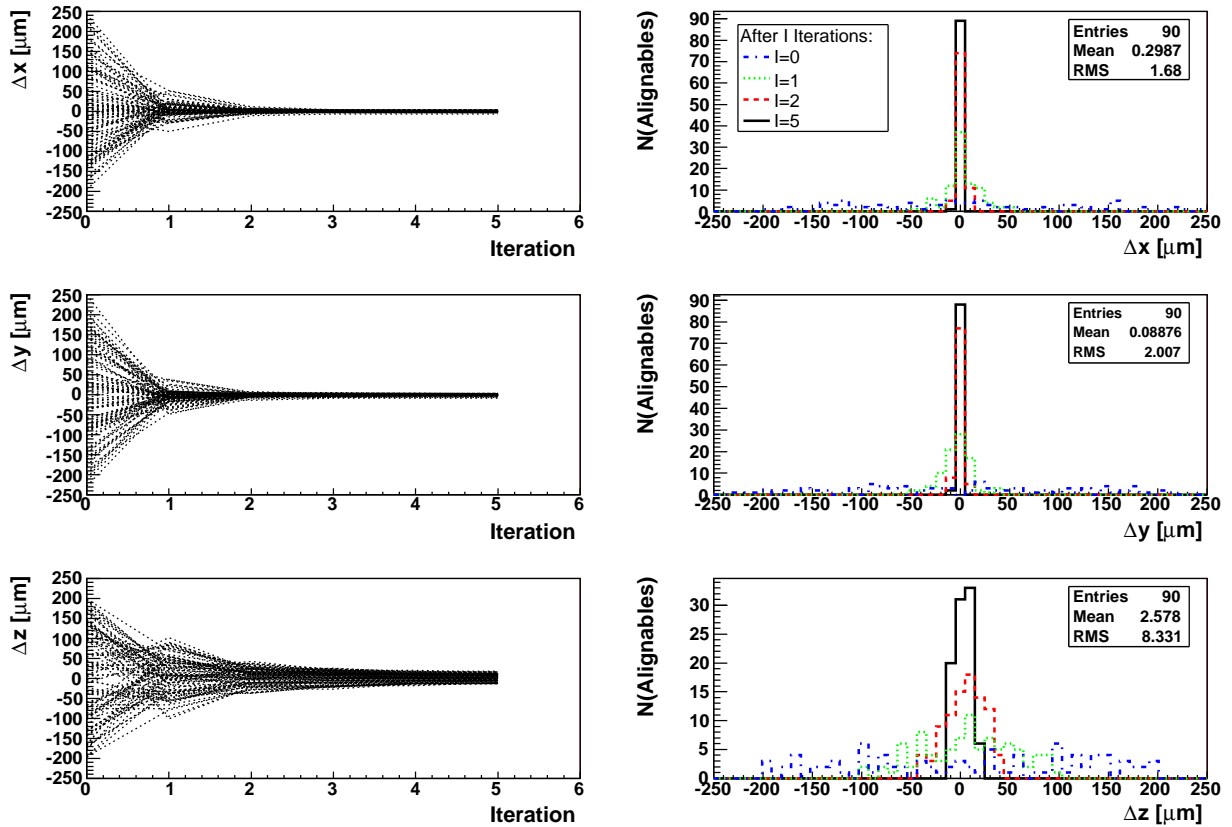 Δx [μm]
250
200
150
100
50
0
-50
-100
-150
-200
250
0 1 2 3 4 5 6
Iteration
N(Alignables)
90
80
70
60
50
40
30
20
10
0
After I Iterations:
I=0
I=1
I=2
I=5
Entries 90
Mean 0.2987
RMS 1.68
-250 -200 -150 -100 -50 0 50 100 150 200 250
Δx [μm]
Δy [μm]
250
200
150
100
50
0
-50
-100
-150
-200
-250
0 1 2 3 4 5 6
Iteration
N(Alignables)
90
80
70
60
50
40
30
20
10
0
Entries 90
Mean 0.08876
RMS 2.007
-250 -200 -150 -100 -50 0 50 100 150 200 250
Δy [μm]
Δz [μm]
250
200
150
100
50
0
-50
-100
-150
-200
-250
0 1 2 3 4 5 6
Iteration
N(Alignables)
30
25
20
15
10
5
0
Entries 90
Mean 2.578
RMS 8.331
-250 -200 -150 -100 -50 0 50 100 150 200 250
Δz [μm]